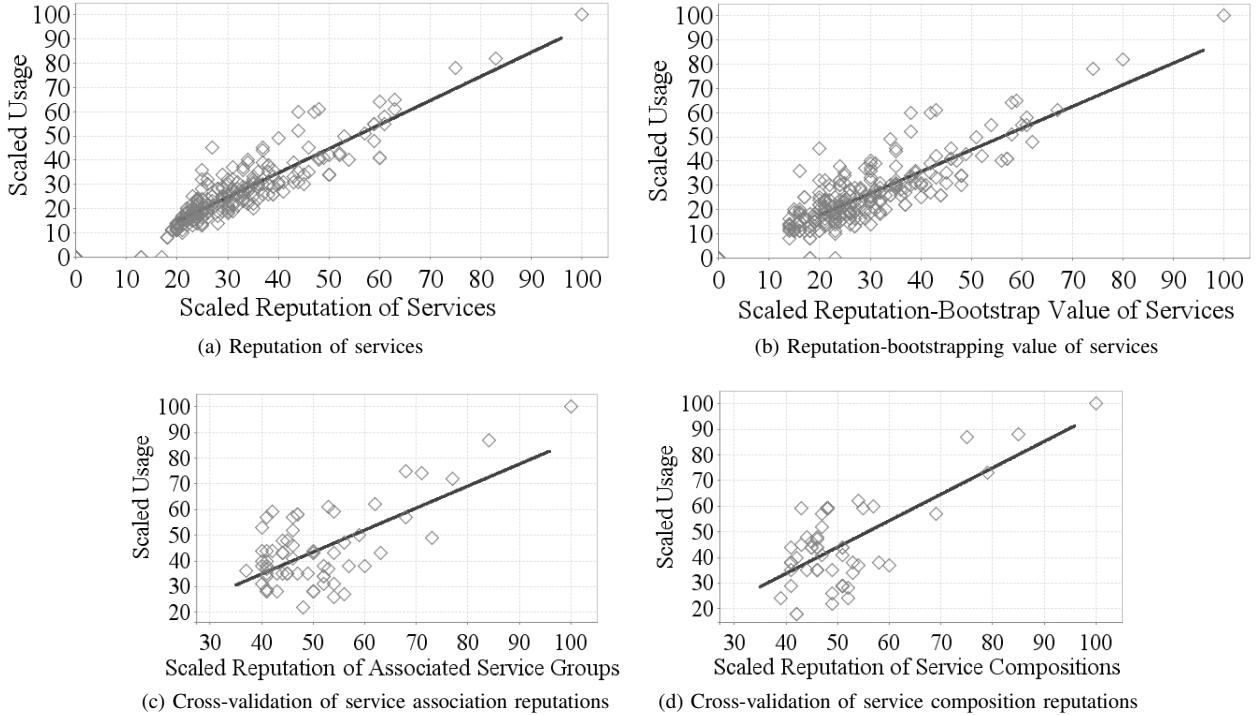 100
90
80
70
60
50
40
30
20
10
0
Scaled Usage
0 10 20 30 40 50 60 70 80 90 100
Scaled Reputation of Services
(a) Reputation of services
100
90
80
70
60
50
40
30
20
10
0
Scaled Usage
0 10 20 30 40 50 60 70 80 90 100
Scaled Reputation-Bootstrap Value of Services
(b) Reputation-bootstrapping value of services
100
90
80
70
60
50
40
30
20
Scaled Usage
30 40 50 60 70 80 90 100
Scaled Reputation of Associated Service Groups
(c) Cross-validation of service association reputations
100
90
80
70
60
50
40
30
20
Scaled Usage
30 40 50 60 70 80 90 100
Scaled Reputation of Service Compositions
(d) Cross-validation of service composition reputations